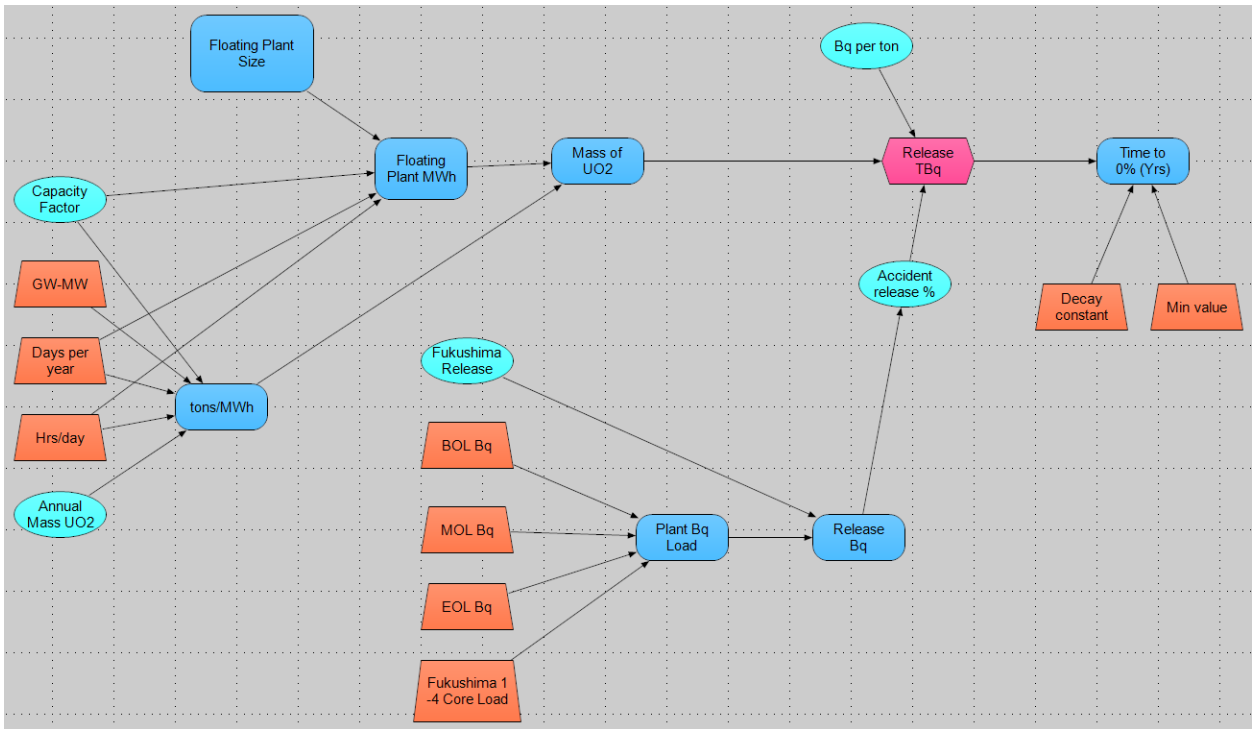 Floating Plant
Size
Bq per ton
Floating
Plant MWh
Mass of
UO2
Release
TBq
Time to
0% (Yrs)
Capacity
Factor
GW-MW
Accident
release %
Decay
constant
Min value
Days per
year
Fukushima
Release
tons/MWh
Hrs/day
BOL Bq
Annual
Mass UO2
MOL Bq
Plant Bq
Load
Release
Bq
EOL Bq
Fukushima 1
-4 Core Load